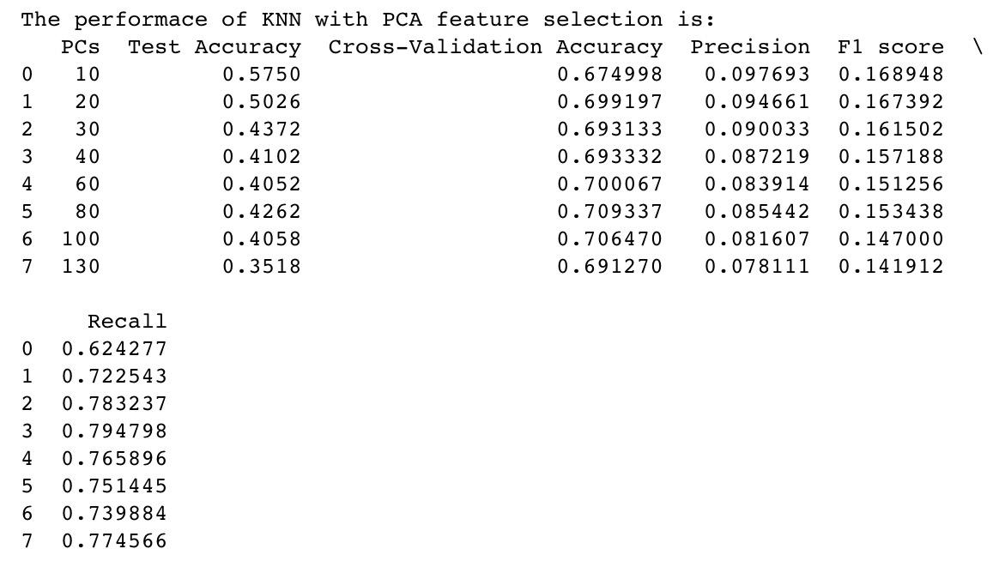 The performace of KNN with PCA feature selection is:
PCs Test Accuracy Cross-Validation Accuracy Precision F1 score \
0 10 0.5750 0.674998 0.097693 0.168948
1 20 0.5026 0.699197 0.094661 0.167392
2 30 0.4372 0.693133 0.090033 0.161502
3 40 0.4102 0.693332 0.087219 0.157188
4 60 0.4052 0.700067 0.083914 0.151256
5 80 0.4262 0.709337 0.085442 0.153438
6 100 0.4058 0.706470 0.081607 0.147000
7 130 0.3518 0.691270 0.078111 0.141912
Recall
0 0.624277
1 0.722543
2 0.783237
3 0.794798
4 0.765896
5 0.751445
6 0.739884
7 0.774566